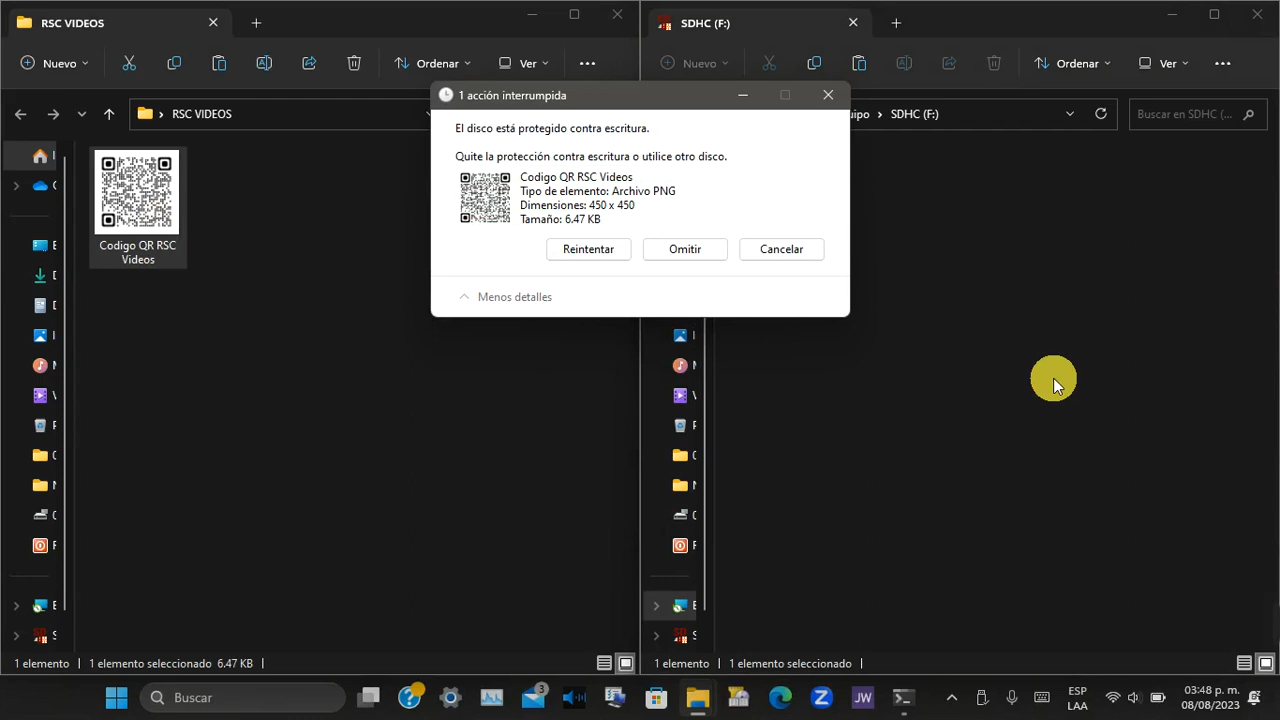 RSC VIDEOS
SDHC (F:)
Nuevo
Ordenar
Ver
Nuevo
Ordenar
Ver
RSC VIDEOS
SDHC (F:)
Buscar en SDHC (...
1 acción interrumpida
El disco está protegido contra escritura.
Quite la protección contra escritura o utilice otro disco.
Codigo QR RSC Videos
Tipo de elemento: Archivo PNG
Dimensiones: 450 x 450
Tamaño: 6.47 KB
Reintentar
Omitir
Cancelar
Menos detalles
Codigo QR RSC
Videos
1 elemento
1 elemento seleccionado 6.47 KB
1 elemento
1 elemento seleccionado
Buscar
3
JW
ESP
LAA
03:48 p. m.
08/08/2023